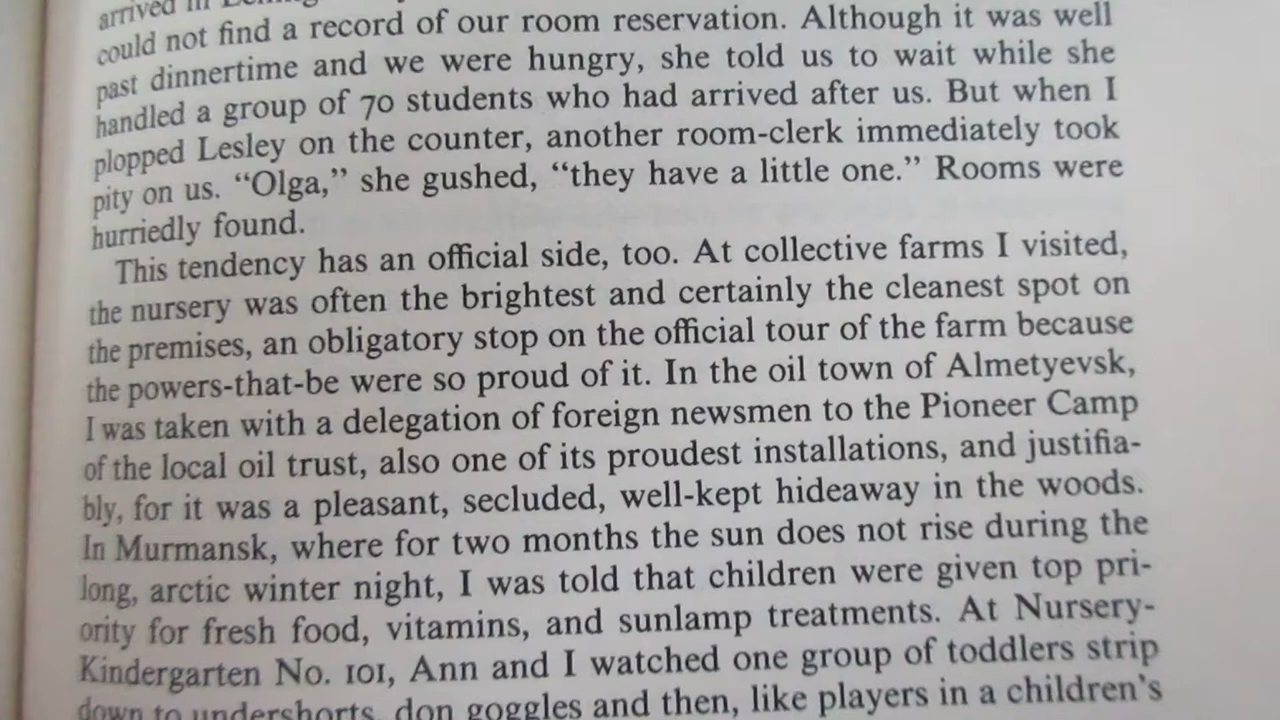 arrived in
could not find a record of our room reservation. Although it was well
past dinnertime and we were hungry, she told us to wait while she
handled a group of 70 students who had arrived after us. But when I
plopped Lesley on the counter, another room-clerk immediately took
pity on us. “Olga,” she gushed, “they have a little one.” Rooms were
hurriedly found.
This tendency has an official side, too. At collective farms I visited,
the nursery was often the brightest and certainly the cleanest spot on
the premises, an obligatory stop on the official tour of the farm because
the powers-that-be were so proud of it. In the oil town of Almetyevsk,
I was taken with a delegation of foreign newsmen to the Pioneer Camp
of the local oil trust, also one of its proudest installations, and justifia-
bly, for it was a pleasant, secluded, well-kept hideaway in the woods.
In Murmansk, where for two months the sun does not rise during the
long, arctic winter night, I was told that children were given top pri-
ority for fresh food, vitamins, and sunlamp treatments. At Nursery-
Kindergarten No. 101, Ann and I watched one group of toddlers strip
down to undershorts, don goggles and then, like players in a children’s